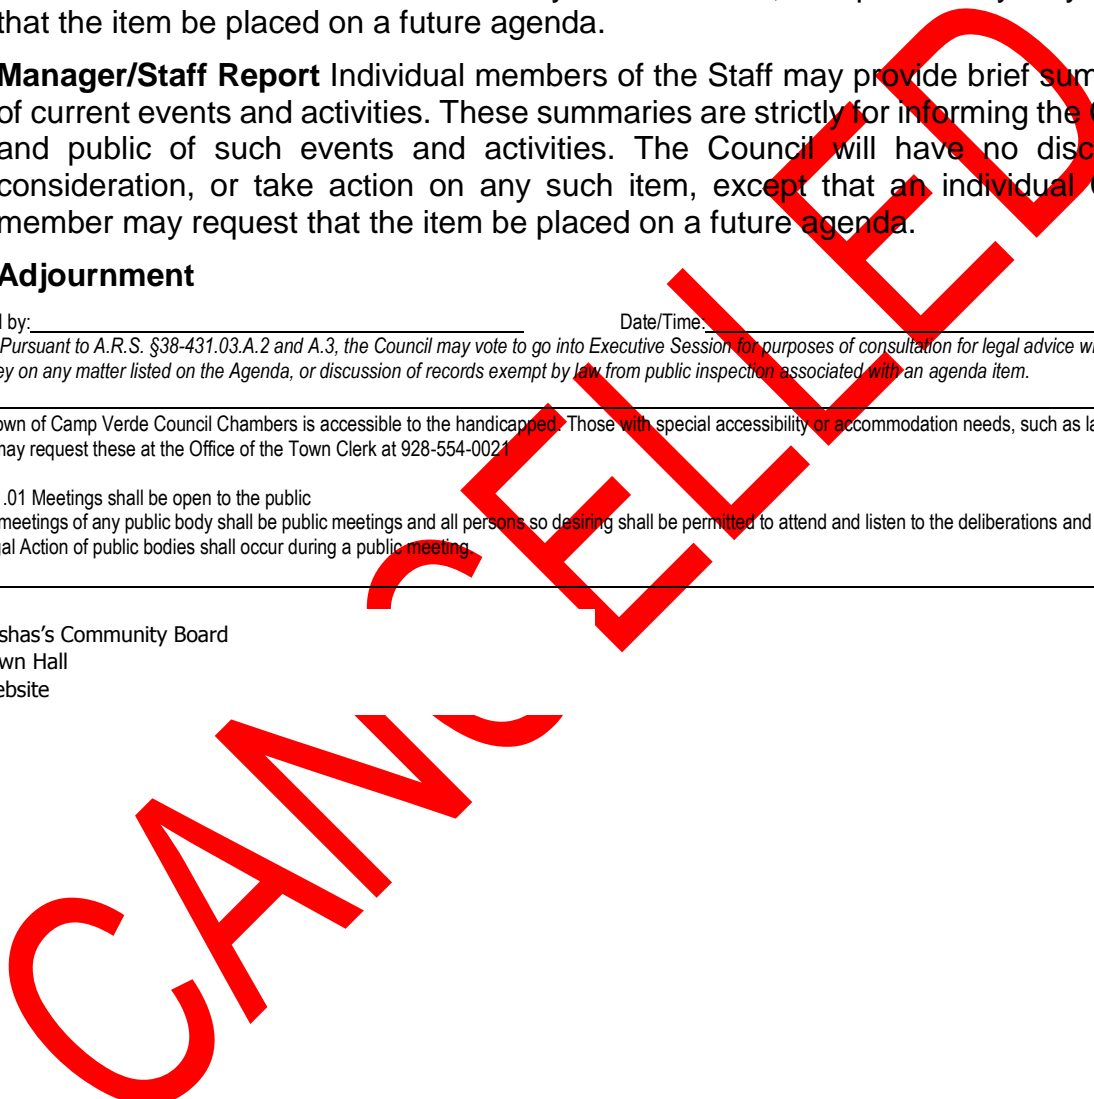 that the item be placed on a future agenda.
Manager/Staff Report Individual members of the Staff may provide brief sum
of current events and activities. These summaries are strictly for informing the
and public of such events and activities. The Council will have no disc
consideration, or take action on any such item, except that an individual
member may request that the item be placed on a future agenda.
Adjournment
by: Date/Time:
Pursuant to A.R.S. §38-431.03.A.2 and A.3, the Council may vote to go into Executive Session for purposes of consultation for legal advice wi
ey on any matter listed on the Agenda, or discussion of records exempt by law from public inspection associated with an agenda item.
own of Camp Verde Council Chambers is accessible to the handicapped. Those with special accessibility or accommodation needs, such as la
may request these at the Office of the Town Clerk at 928-554-0021
.01 Meetings shall be open to the public
meetings of any public body shall be public meetings and all persons so desiring shall be permitted to attend and listen to the deliberations and
gal Action of public bodies shall occur during a public meeting.
shas's Community Board
wn Hall
ebsite
CANCELLED